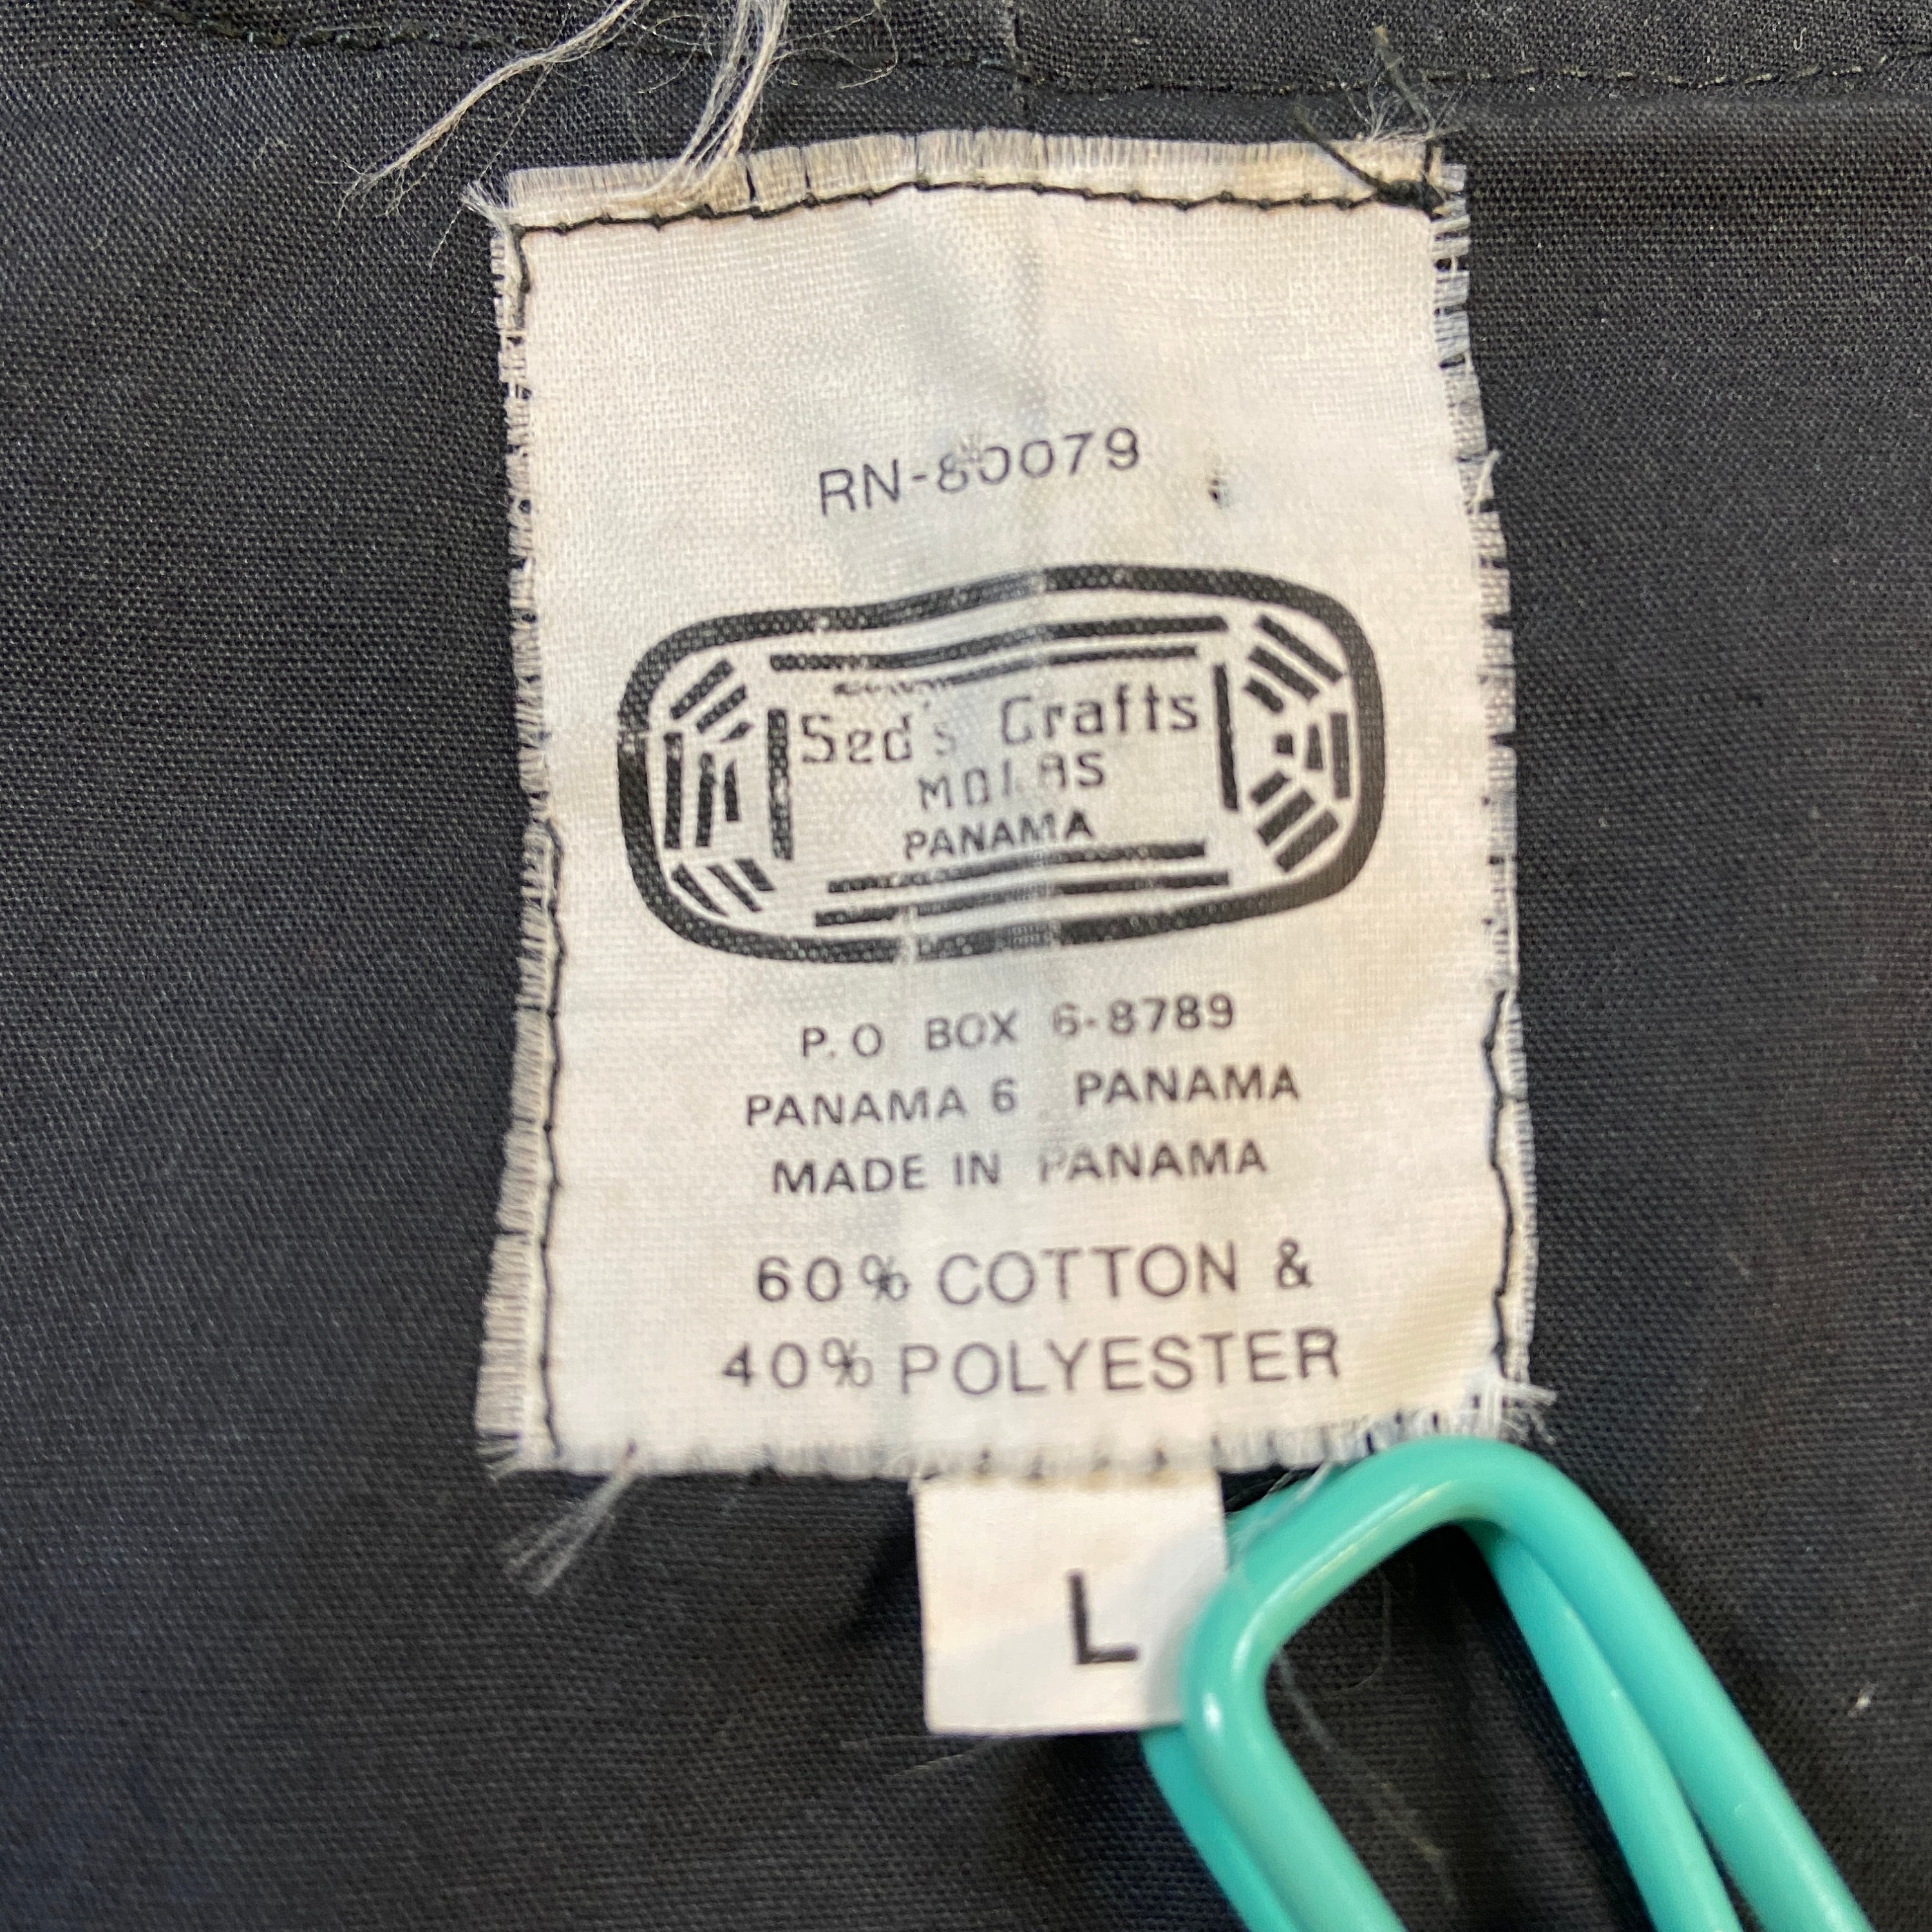 RN-80079
Sed's Crafts
MOLAS
PANAMA
P.O BOX 6-8789
PANAMA 6 PANAMA
MADE IN PANAMA
60% COTTON &
40% POLYESTER
L